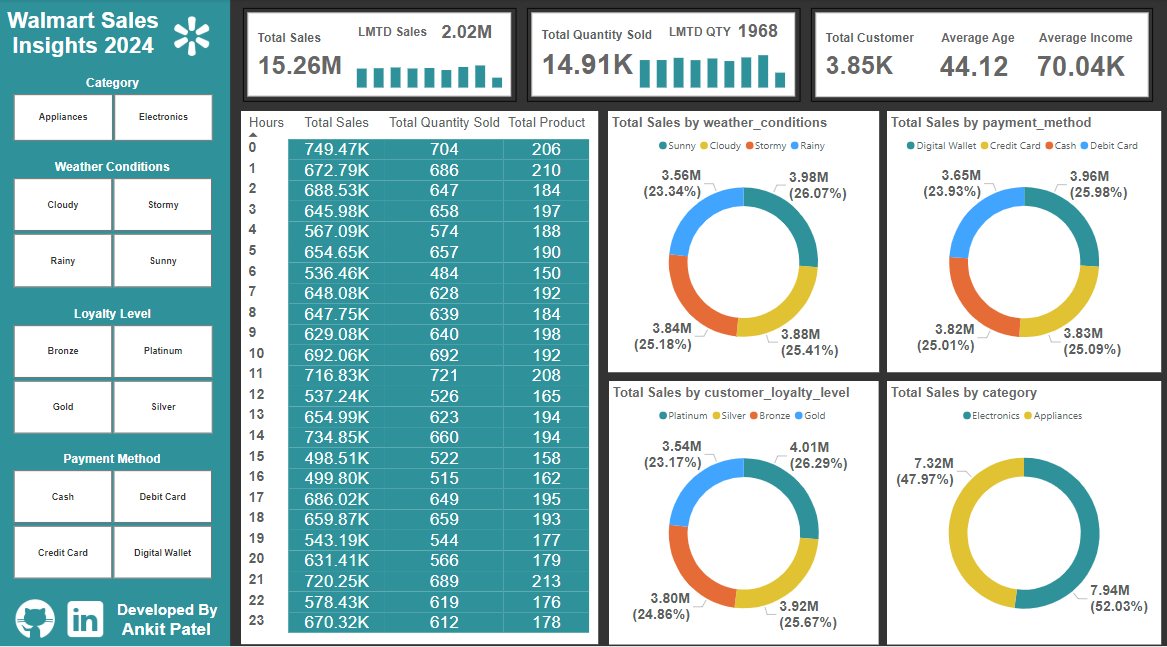 Walmart Sales
Insights 2024
Category
Appliances Electronics
Weather Conditions
Cloudy Stormy
Rainy Sunny
Loyalty Level
Bronze Platinum
Gold Silver
Payment Method
Cash Debit Card
Credit Card Digital Wallet
in
Developed By
Ankit Patel
Total Sales
15.26M
LMTD Sales 2.02M
Total Quantity Sold
14.91K
LMTD QTY 1968
Total Customer Average Age Average Income
3.85K 44.12 70.04K
Hours Total Sales Total Quantity Sold Total Product
0 749.47K 704 206
1 672.79K 686 210
2 688.53K 647 184
3 645.98K 658 197
4 567.09K 574 188
5 654.65K 657 190
6 536.46K 484 150
7 648.08K 628 192
8 647.75K 639 184
9 629.08K 640 198
10 692.06K 692 192
11 716.83K 721 208
12 537.24K 526 165
13 654.99K 623 194
14 734.85K 660 194
15 498.51K 522 158
16 499.80K 515 162
17 686.02K 649 195
18 659.87K 659 193
19 543.19K 544 177
20 631.41K 566 179
21 720.25K 689 213
22 578.43K 619 176
23 670.32K 612 178
Total Sales by weather_conditions
Sunny Cloudy Stormy Rainy
3.56M
(23.34%)
3.98M
(26.07%)
3.84M
(25.18%)
3.88M
(25.41%)
Total Sales by payment_method
Digital Wallet Credit Card Cash Debit Card
3.65M
(23.93%)
3.96M
(25.98%)
3.82M
(25.01%)
3.83M
(25.09%)
Total Sales by customer_loyalty_level
Platinum Silver Bronze Gold
3.54M
(23.17%)
4.01M
(26.29%)
3.80M
(24.86%)
3.92M
(25.67%)
Total Sales by category
Electronics Appliances
7.32M
(47.97%)
7.94M
(52.03%)